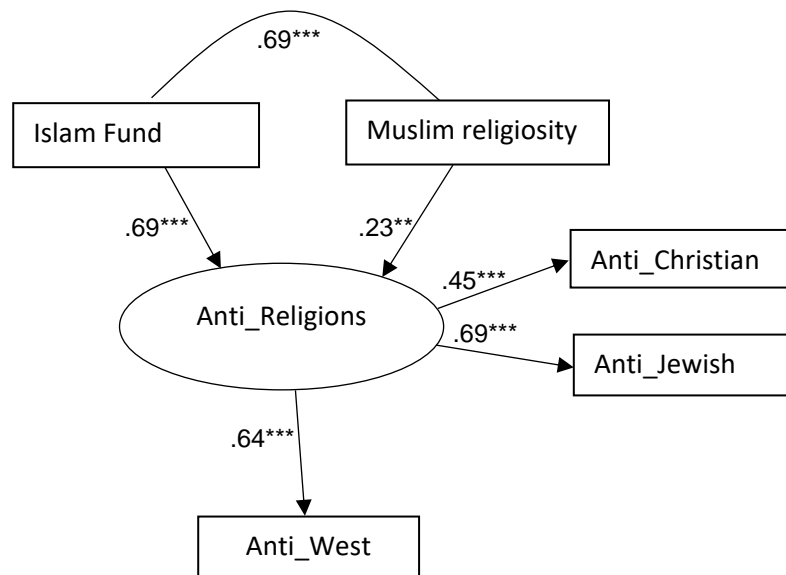 .69***
Islam Fund
Muslim religiosity
.69***
.23**
Anti_Religions
.45***
Anti_Christian
.69***
Anti_Jewish
.64***
Anti_West